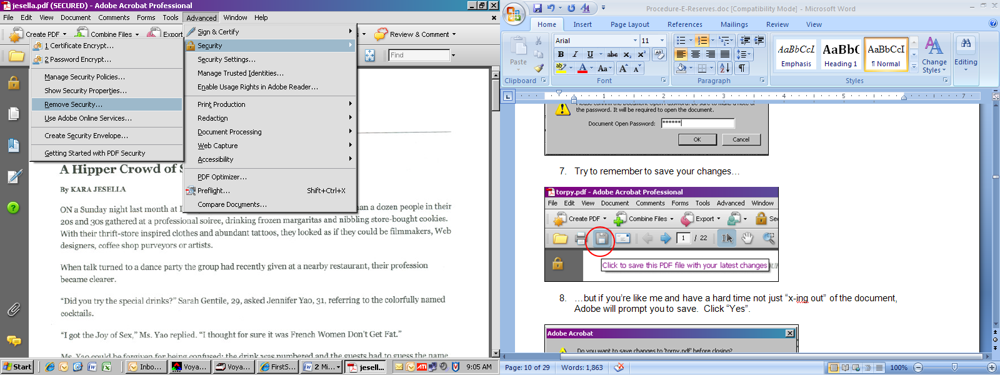 jesella.pdf (SECURED) - Adobe Acrobat Professional
File Edit View Document Comments Forms Tools Advanced Window Help
Create PDF Combine Files Export Review & Comment
Find
1 Certificate Encrypt...
2 Password Encrypt...
Manage Security Policies...
Show Security Properties...
Remove Security...
Use Adobe Online Services...
Create Security Envelope...
Getting Started with PDF Security
Sign & Certify
Security
Security Settings...
Manage Trusted Identities...
Enable Usage Rights in Adobe Reader...
Print Production
Redaction
Document Processing
Web Capture
Accessibility
PDF Optimizer...
Preflight... Shift+Ctrl+X
Compare Documents...
A Hipper Crowd of S
By KARA JESELLA
ON a Sunday night last month at an a dozen people in their
20s and 30s gathered at a professional soiree, drinking frozen margaritas and nibbling store-bought cookies.
With their thrift-store inspired clothes and abundant tattoos, they looked as if they could be filmmakers, Web
designers, coffee shop purveyors or artists.
When talk turned to a dance party the group had recently given at a nearby restaurant, their profession
became clearer.
“Did you try the special drinks?” Sarah Gentile, 29, asked Jennifer Yao, 31, referring to the colorfully named
cocktails.
“I got the Joy of Sex,” Ms. Yao replied. “I thought for sure it was French Women Don’t Get Fat.”
Ms. Yao could be forgiven for being confused: the drink was numbered and the guests had to guess the name
Start Inbo... Voya... Voya... FirstS... 2 Mi... jesell... ATI 9:05 AM
Procedure-E-Reserves.doc [Compatibility Mode] - Microsoft Word
Home Insert Page Layout References Mailings Review View
Paste
Clipboard
Arial 11
B I U abc X₂ X² Aa
Font
Paragraph
AaBbCcI AaBbC AaBbCcI
Emphasis Heading 1 ¶ Normal
Change Styles
Styles
Editing
1 2 3 4 5 7
the password. It will be required to open the document.
Document Open Password: ******
OK Cancel
7. Try to remember to save your changes…
torpy.pdf - Adobe Acrobat Professional
File Edit View Document Comments Forms Tools Advanced Window
Create PDF Combine Files Export Se
1 / 22
Click to save this PDF file with your latest changes
8. …but if you’re like me and have a hard time not just “x-ing out” of the document,
Adobe will prompt you to save. Click “Yes”.
Adobe Acrobat
Do you want to save changes to 'torpy.pdf' before closing?
Page: 10 of 29 Words: 1,863 100%